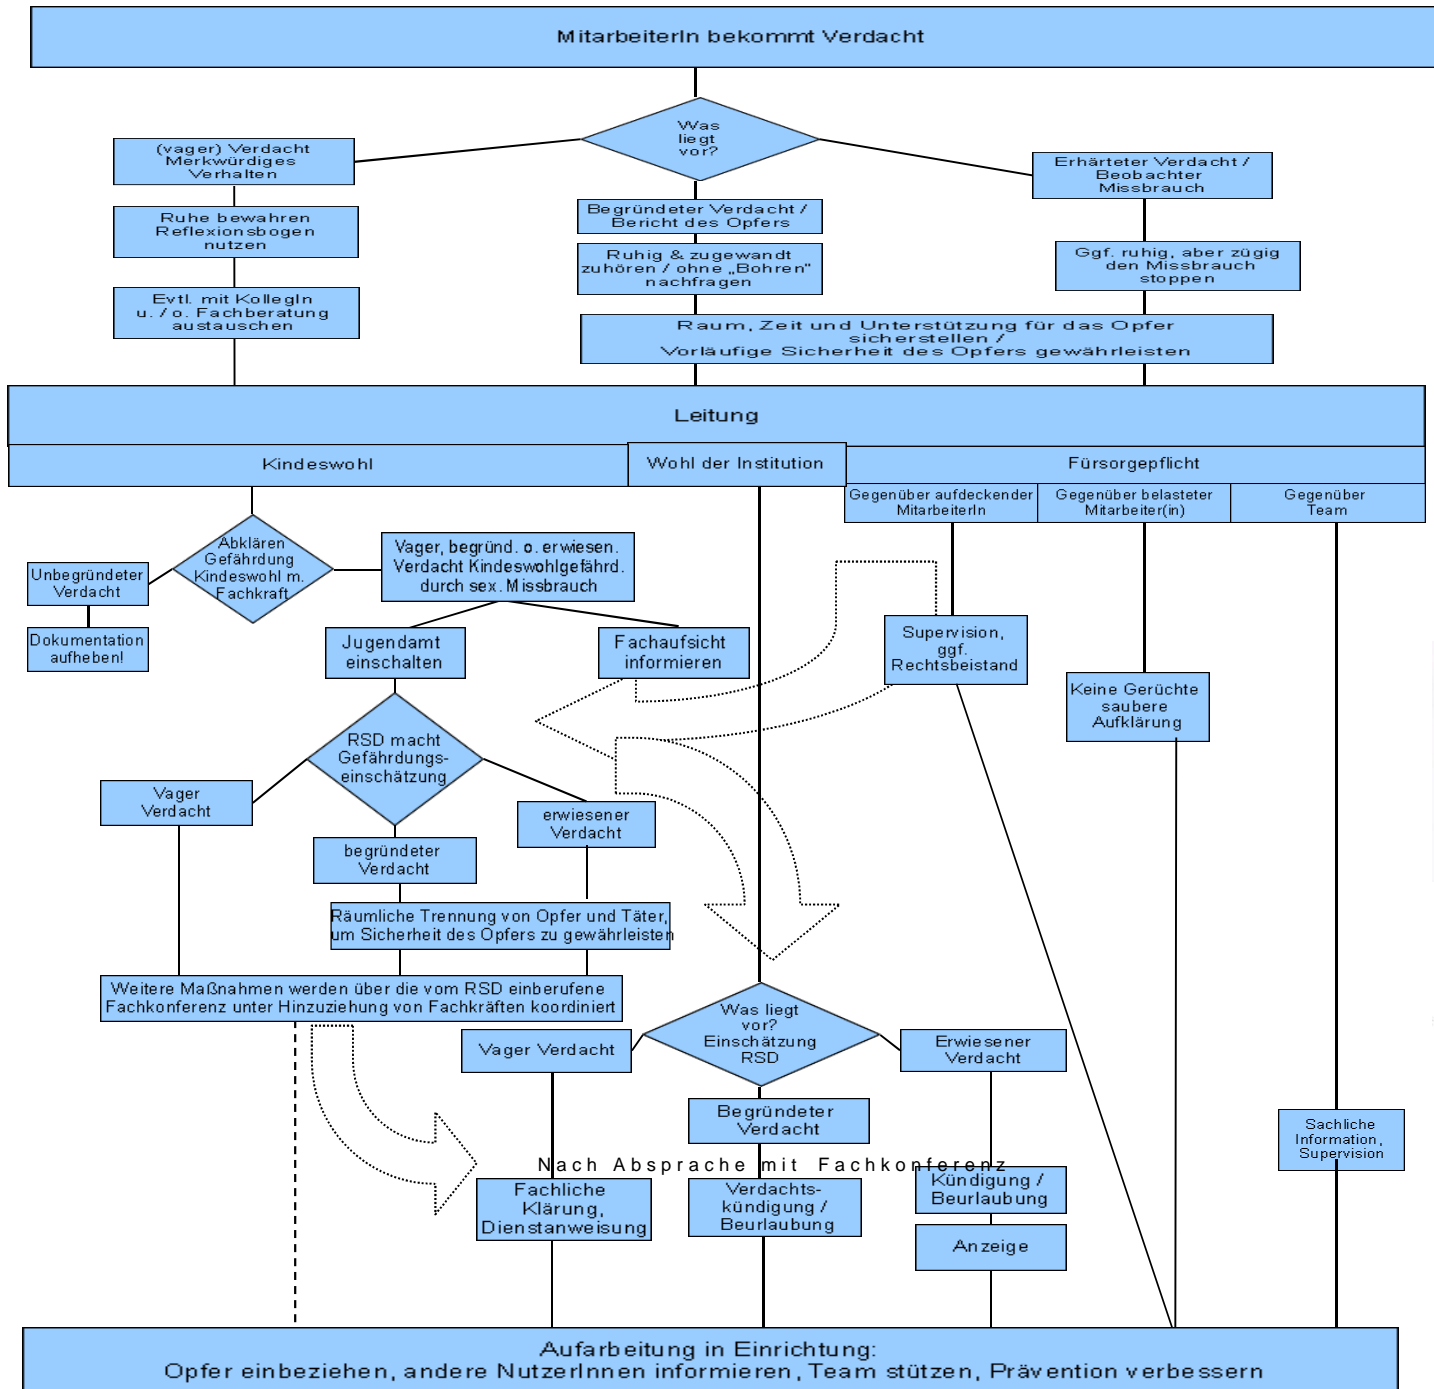 MitarbeiterIn bekommt Verdacht
Was
liegt
vor?
(vager) Verdacht
Merkwürdiges
Verhalten
Erhärteter Verdacht /
Beobachter
Missbrauch
Begründeter Verdacht /
Bericht des Opfers
Ruhe bewahren
Reflexionsbogen
nutzen
Ruhig & zugewandt
zuhören / ohne „Bohren"
nachfragen
Ggf. ruhig, aber zügig
den Missbrauch
stoppen
Evtl. mit KollegIn
u. / o. Fachberatung
austauschen
Raum, Zeit und Unterstützung für das Opfer
sicherstellen /
Vorläufige Sicherheit des Opfers gewährleisten
Leitung
Kindeswohl
Wohl der Institution
Fürsorgepflicht
Gegenüber aufdeckender
MitarbeiterIn
Gegenüber belasteter
Mitarbeiter(in)
Gegenüber
Team
Abklären
Gefährdung
Kindeswohl m.
Fachkraft
Vager, begründ. o. erwiesen.
Verdacht Kindeswohlgefährd.
durch sex. Missbrauch
Unbegründeter
Verdacht
Dokumentation
aufheben!
Jugendamt
einschalten
Fachaufsicht
informieren
Supervision,
ggf.
Rechtsbeistand
Keine Gerüchte
saubere
Aufklärung
RSD macht
Gefährdungs-
einschätzung
Vager
Verdacht
erwiesener
Verdacht
begründeter
Verdacht
Räumliche Trennung von Opfer und Täter,
um Sicherheit des Opfers zu gewährleisten
Weitere Maßnahmen werden über die vom RSD einberufene
Fachkonferenz unter Hinzuziehung von Fachkräften koordiniert
Was liegt
vor?
Einschätzung
RSD
Vager Verdacht
Erwiesener
Verdacht
Begründeter
Verdacht
Sachliche
Information,
Supervision
Nach Absprache mit Fachkonferenz
Fachliche
Klärung,
Dienstanweisung
Verdachts-
kündigung /
Beurlaubung
Kündigung /
Beurlaubung
Anzeige
Aufarbeitung in Einrichtung:
Opfer einbeziehen, andere NutzerInnen informieren, Team stützen, Prävention verbessern